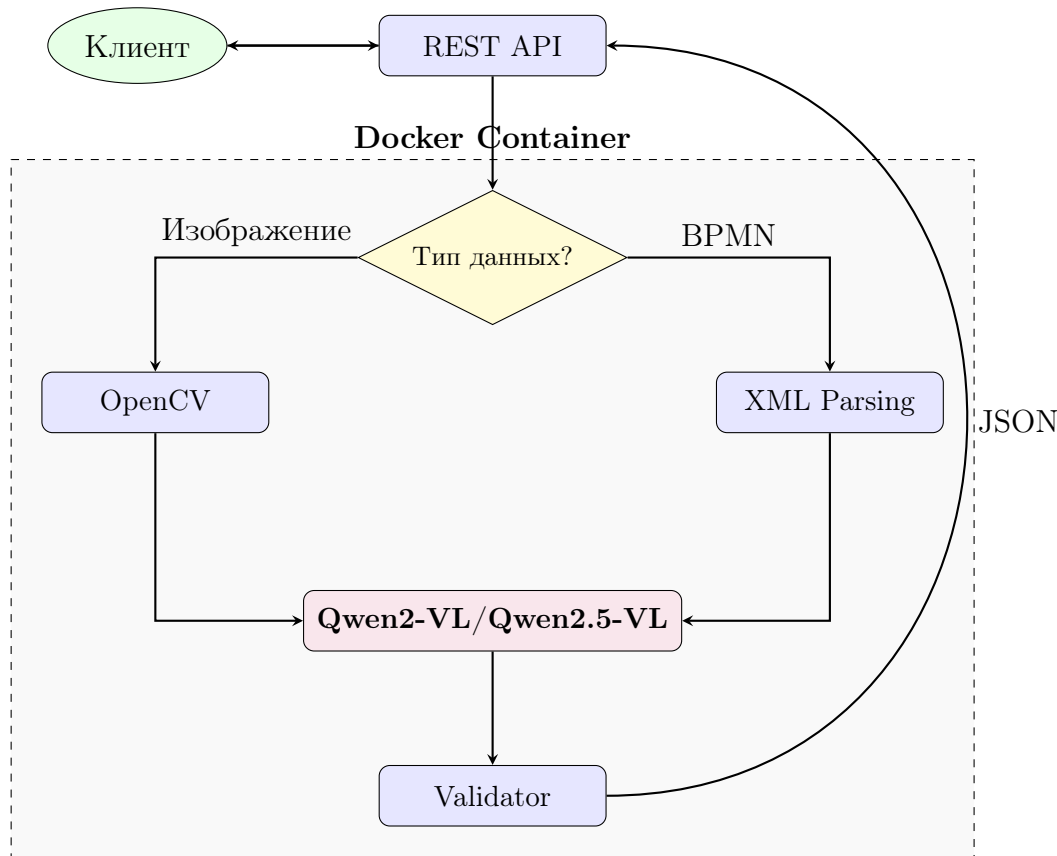 Клиент
REST API
Docker Container
Изображение
BPMN
Тип данных?
OpenCV
XML Parsing
JSON
Qwen2-VL/Qwen2.5-VL
Validator